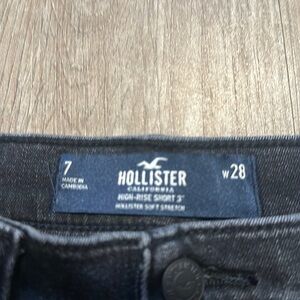 7
MADE IN
CAMBODIA
HOLLISTER
CALIFORNIA
HIGH-RISE SHORT 3"
HOLLISTER SOFT STRETCH
W 28